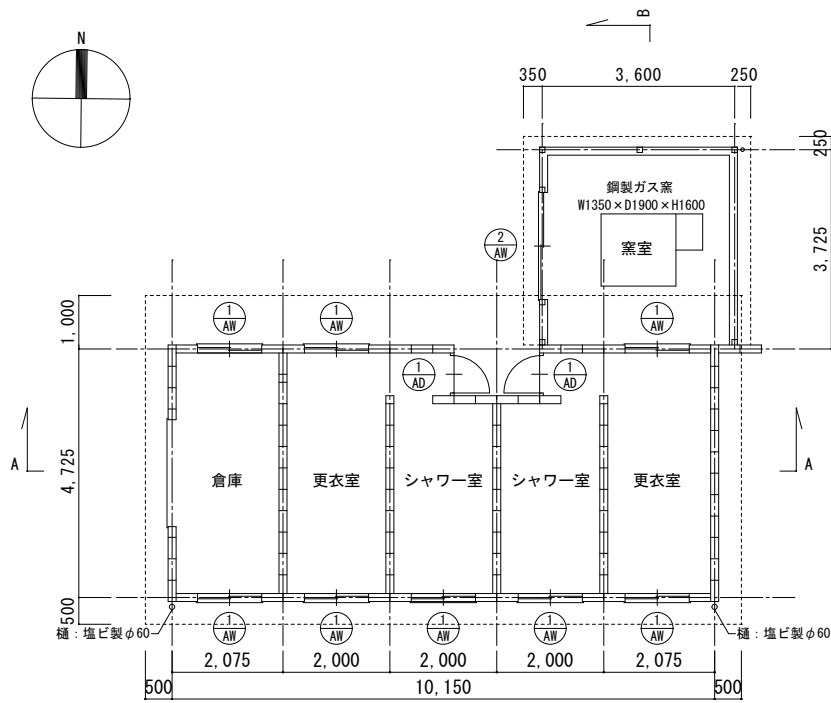 B
N
350
3,600
250
250
鋼製ガス窯
W1350×D1900×H1600
窯室
2
AW
3,725
1,000
1
AW
1
AW
1
AW
1
AD
1
AD
A
4,725
倉庫
更衣室
シャワー室
シャワー室
更衣室
A
500
樋：塩ビ製φ60
1
AW
1
AW
1
AW
1
AW
1
AW
樋：塩ビ製φ60
2,075
2,000
2,000
2,000
2,075
500
10,150
500